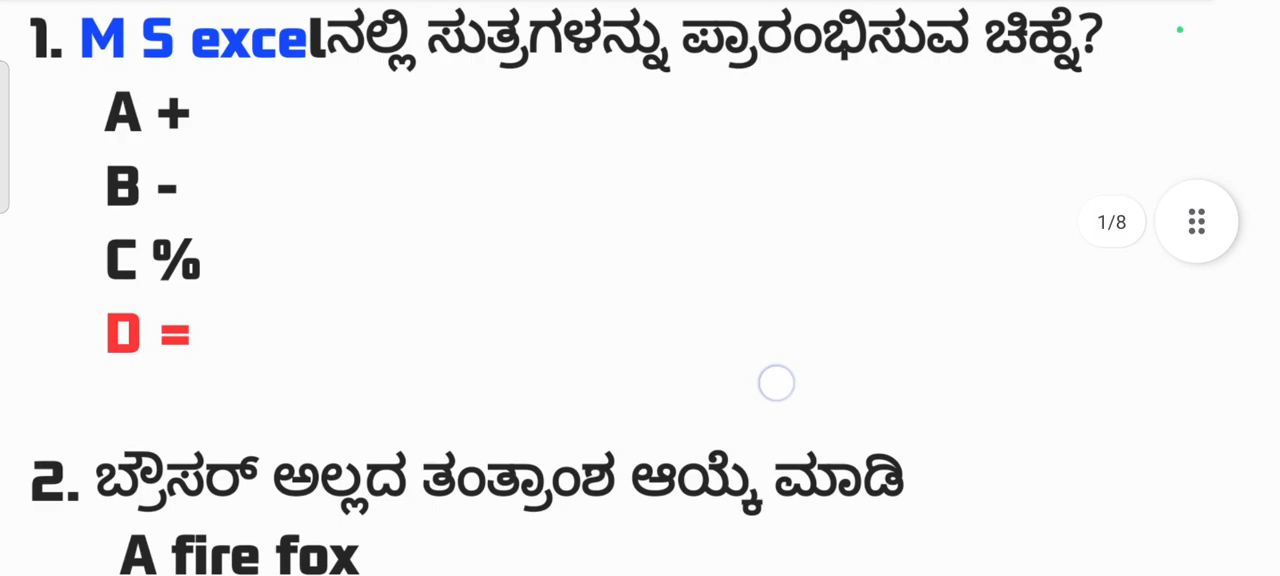 1. M S excelನಲ್ಲಿ ಸುತ್ರಗಳನ್ನು ಪ್ರಾರಂಭಿಸುವ ಚಿಹ್ನೆ?
A +
B -
C %
1/8
D =
2. ಬ್ರೌಸರ್ ಅಲ್ಲದ ತಂತ್ರಾಂಶ ಆಯ್ಕೆ ಮಾಡಿ
A fire fox